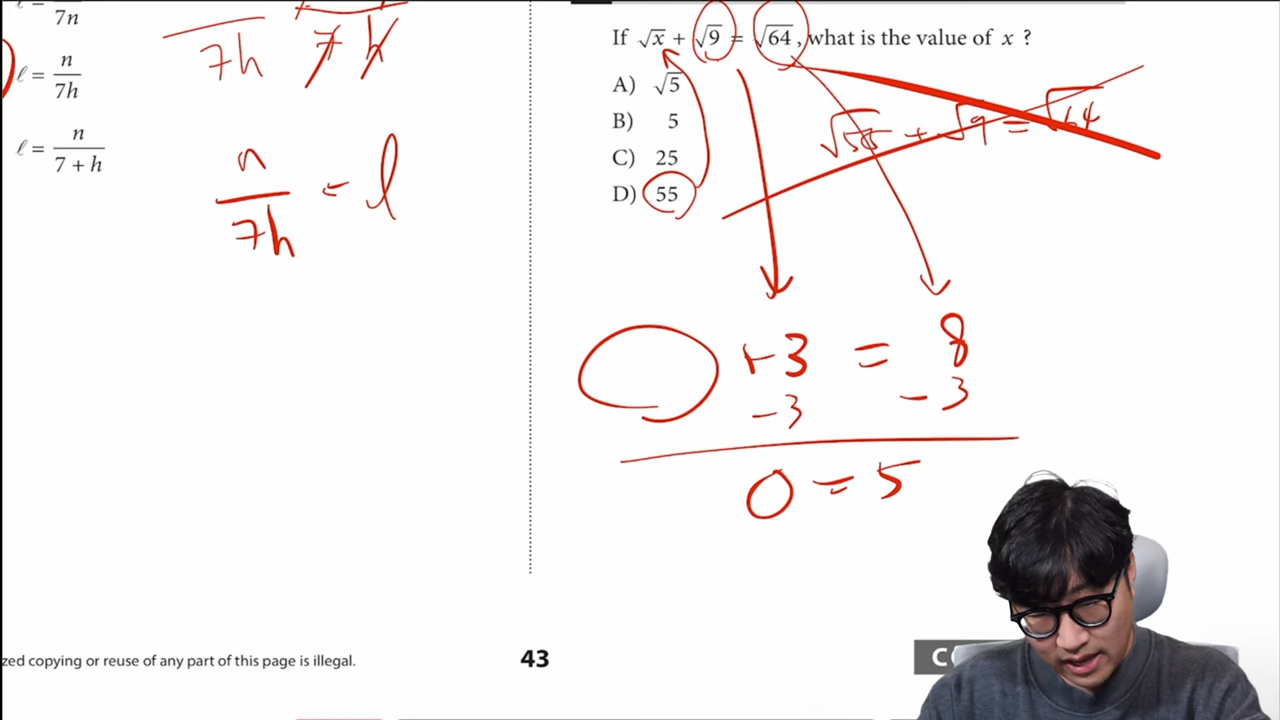 ℓ = /7n
7h 7 h
ℓ = n/7h
ℓ = n/(7 + h)
n/7h = l
If √x + √9 = √64, what is the value of x ?
A) √5
B) 5
C) 25
D) 55
√55 + √9 = √64
+3 = 8
-3 -3
0 = 5
zed copying or reuse of any part of this page is illegal.
43